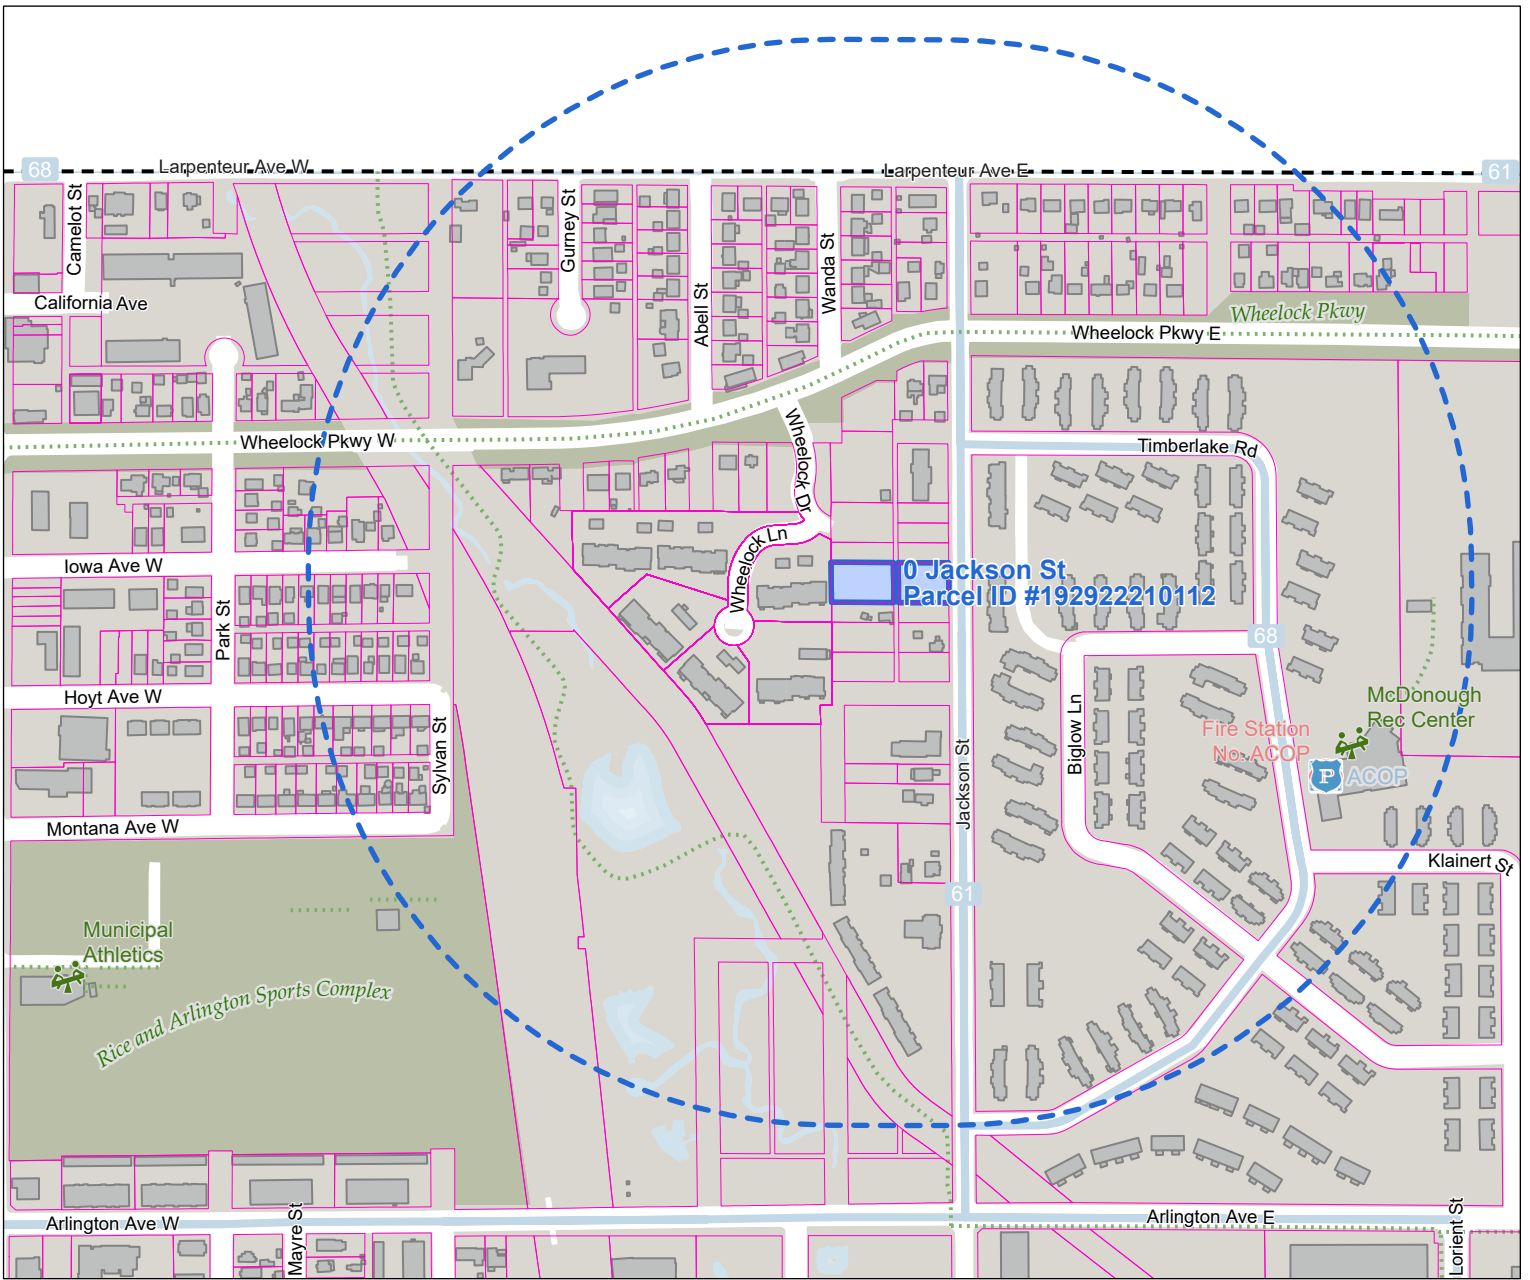 68
Larpenteur Ave W
Larpenteur Ave E
61
Camelot St
Gurney St
Abell St
Wanda St
California Ave
Wheelock Pkwy
Wheelock Pkwy E
Wheelock Pkwy W
Wheelock Dr
Timberlake Rd
Wheelock Ln
Iowa Ave W
0 Jackson St
Parcel ID #192922210112
Park St
68
Hoyt Ave W
Sylvan St
Biglow Ln
McDonough
Rec Center
Fire Station
No. ACOP
P
ACOP
Jackson St
Montana Ave W
Klainert St
61
Municipal
Athletics
Rice and Arlington Sports Complex
Arlington Ave W
Mayre St
Arlington Ave E
Lorient St